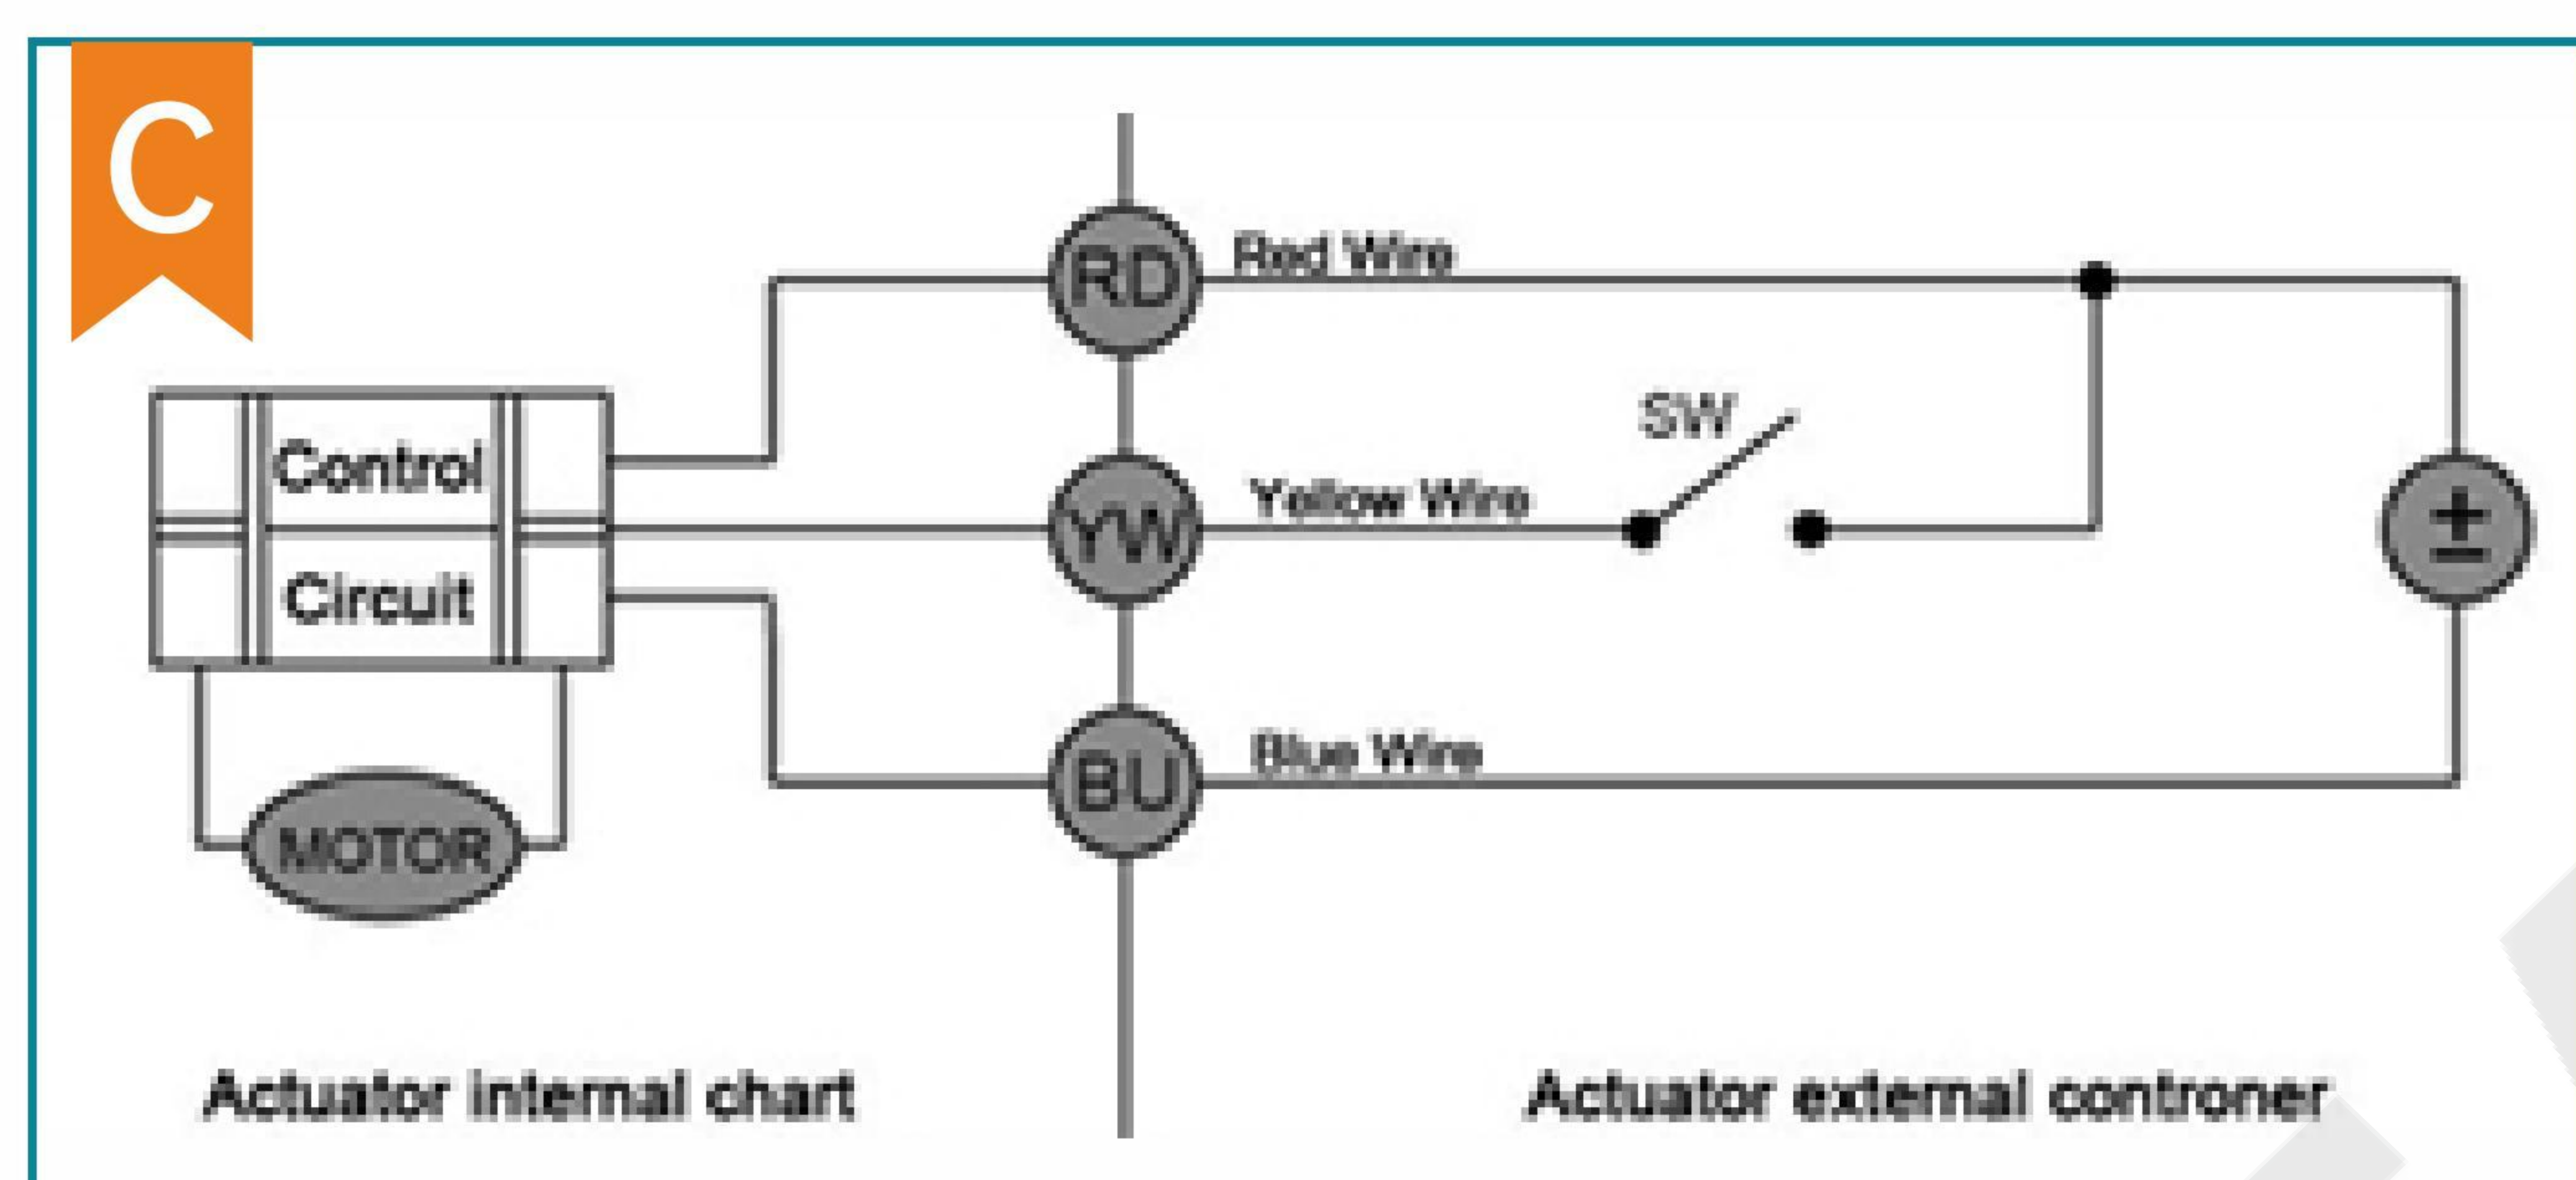 C
RD
Red Wire
SW
Control
YW
Yellow Wire
±
Circuit
BU
Blue Wire
MOTOR
Actuator internal chart
Actuator external controner